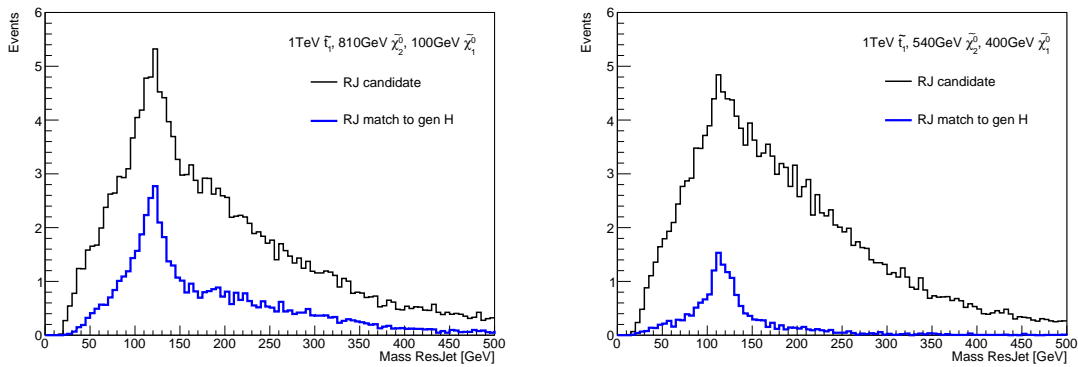 Events
6
5
4
3
2
1
0
1TeV t̃₁, 810GeV χ̃⁰₂, 100GeV χ̃⁰₁
RJ candidate
RJ match to gen H
0 50 100 150 200 250 300 350 400 450 500
Mass ResJet [GeV]
Events
6
5
4
3
2
1
0
1TeV t̃₁, 540GeV χ̃⁰₂, 400GeV χ̃⁰₁
RJ candidate
RJ match to gen H
0 50 100 150 200 250 300 350 400 450 500
Mass ResJet [GeV]